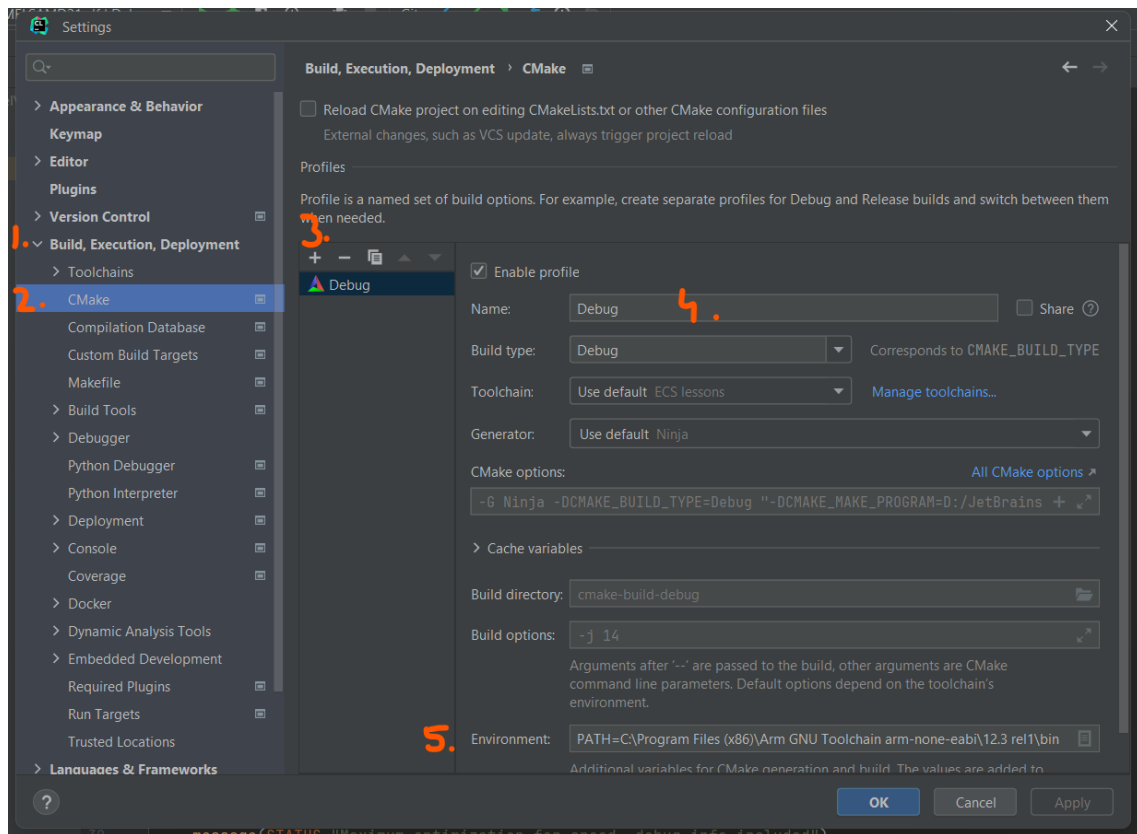 Settings
Build, Execution, Deployment › CMake
Appearance & Behavior
Keymap
Editor
Plugins
Version Control
1. Build, Execution, Deployment
Toolchains
2. CMake
Compilation Database
Custom Build Targets
Makefile
Build Tools
Debugger
Python Debugger
Python Interpreter
Deployment
Console
Coverage
Docker
Dynamic Analysis Tools
Embedded Development
Required Plugins
Run Targets
Trusted Locations
Languages & Frameworks
Reload CMake project on editing CMakeLists.txt or other CMake configuration files
External changes, such as VCS update, always trigger project reload
Profiles
Profile is a named set of build options. For example, create separate profiles for Debug and Release builds and switch between them
when needed.
3.
Debug
Enable profile
Name: Debug 4. Share ?
Build type: Debug Corresponds to CMAKE_BUILD_TYPE
Toolchain: Use default ECS lessons Manage toolchains...
Generator: Use default Ninja
CMake options: All CMake options ↗
-G Ninja -DCMAKE_BUILD_TYPE=Debug "-DCMAKE_MAKE_PROGRAM=D:/JetBrains
Cache variables
Build directory: cmake-build-debug
Build options: -j 14
Arguments after '--' are passed to the build, other arguments are CMake
command line parameters. Default options depend on the toolchain's
environment.
5. Environment: PATH=C:\Program Files (x86)\Arm GNU Toolchain arm-none-eabi\12.3 rel1\bin
Additional variables for CMake generation and build. The values are added to
? OK Cancel Apply
message(STATUS "Maximum optimization for speed, debug info included")